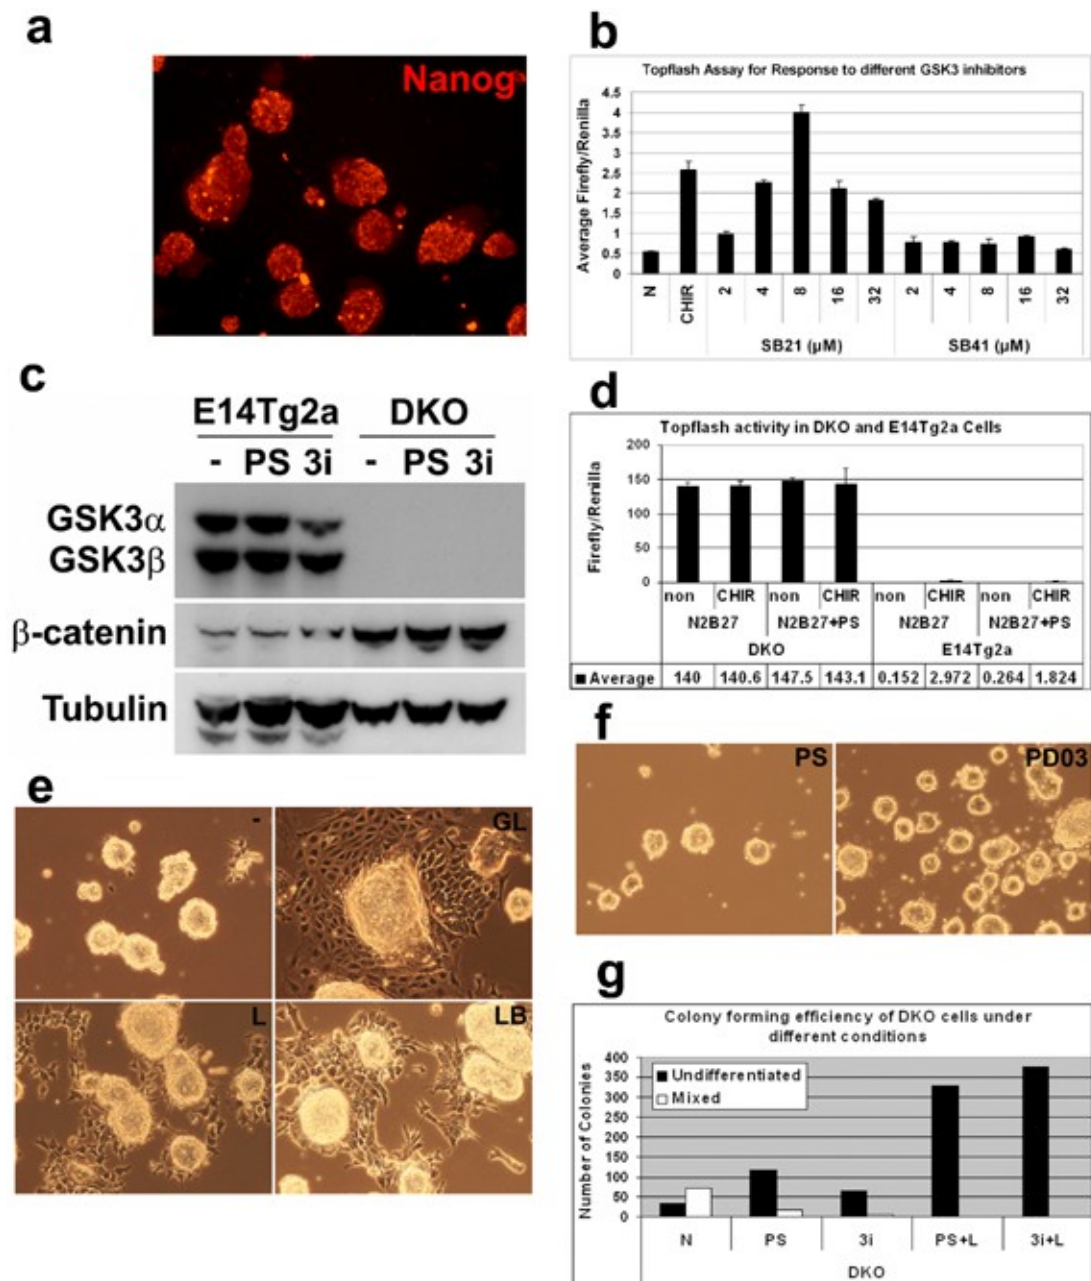 a
Nanog
b
Topflash Assay for Response to different GSK3 inhibitors
Average Firefly/Renilla
4.5
4
3.5
3
2.5
2
1.5
1
0.5
0
N CHIR 2 4 8 16 32 2 4 8 16 32
SB21 (µM) SB41 (µM)
c
E14Tg2a DKO
- PS 3i - PS 3i
GSK3α
GSK3β
β-catenin
Tubulin
d
Topflash activity in DKO and E14Tg2a Cells
Firefly/Renilla
200
150
100
50
0
non CHIR non CHIR non CHIR non CHIR
N2B27 N2B27+PS N2B27 N2B27+PS
DKO E14Tg2a
Average 140 140.6 147.5 143.1 0.152 2.972 0.264 1.824
e
- GL
L LB
f
PS PD03
g
Colony forming efficiency of DKO cells under
different conditions
Number of Colonies
400
350
300
250
200
150
100
50
0
Undifferentiated
Mixed
N PS 3i PS+L 3i+L
DKO